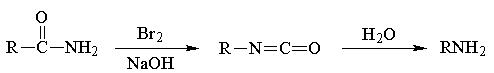 O
R—C—NH₂
Br₂
NaOH
R—N=C=O
H₂O
RNH₂